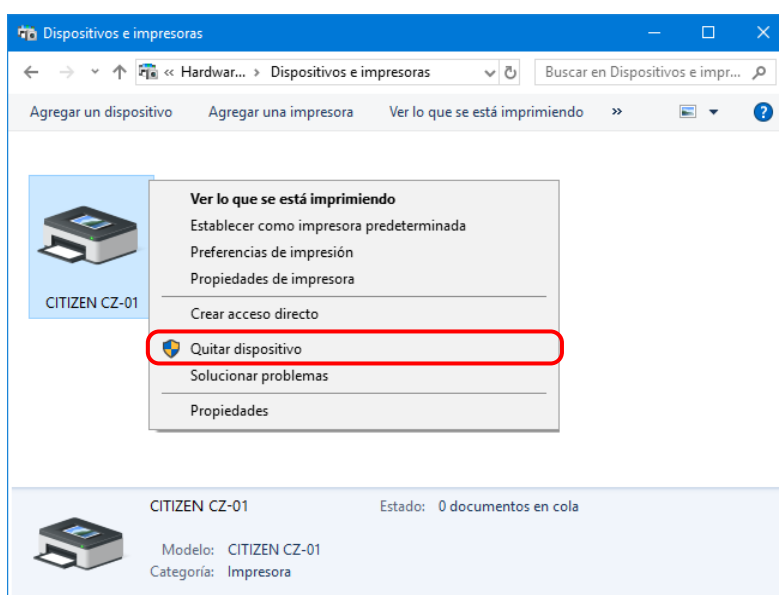 Dispositivos e impresoras
« Hardwar... > Dispositivos e impresoras
Buscar en Dispositivos e impr...
Agregar un dispositivo
Agregar una impresora
Ver lo que se está imprimiendo
»
?
Ver lo que se está imprimiendo
Establecer como impresora predeterminada
Preferencias de impresión
Propiedades de impresora
CITIZEN CZ-01
Crear acceso directo
Quitar dispositivo
Solucionar problemas
Propiedades
CITIZEN CZ-01
Estado: 0 documentos en cola
Modelo: CITIZEN CZ-01
Categoría: Impresora